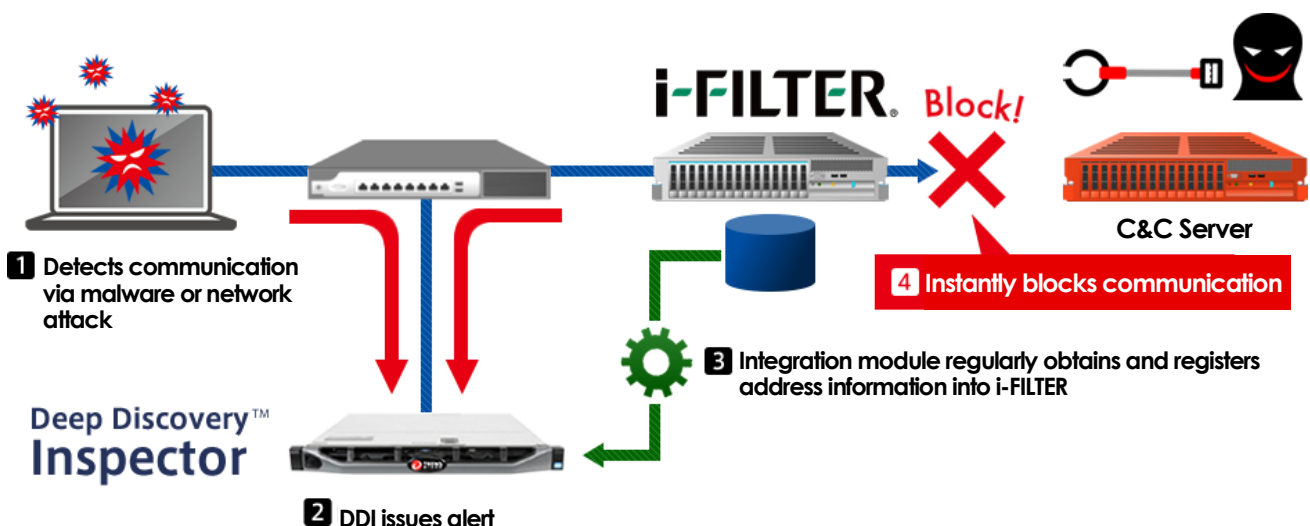 i-FILTER®
Block!
C&C Server
1 Detects communication
via malware or network
attack
4 Instantly blocks communication
3 Integration module regularly obtains and registers
address information into i-FILTER
Deep Discovery™
Inspector
2 DDI issues alert